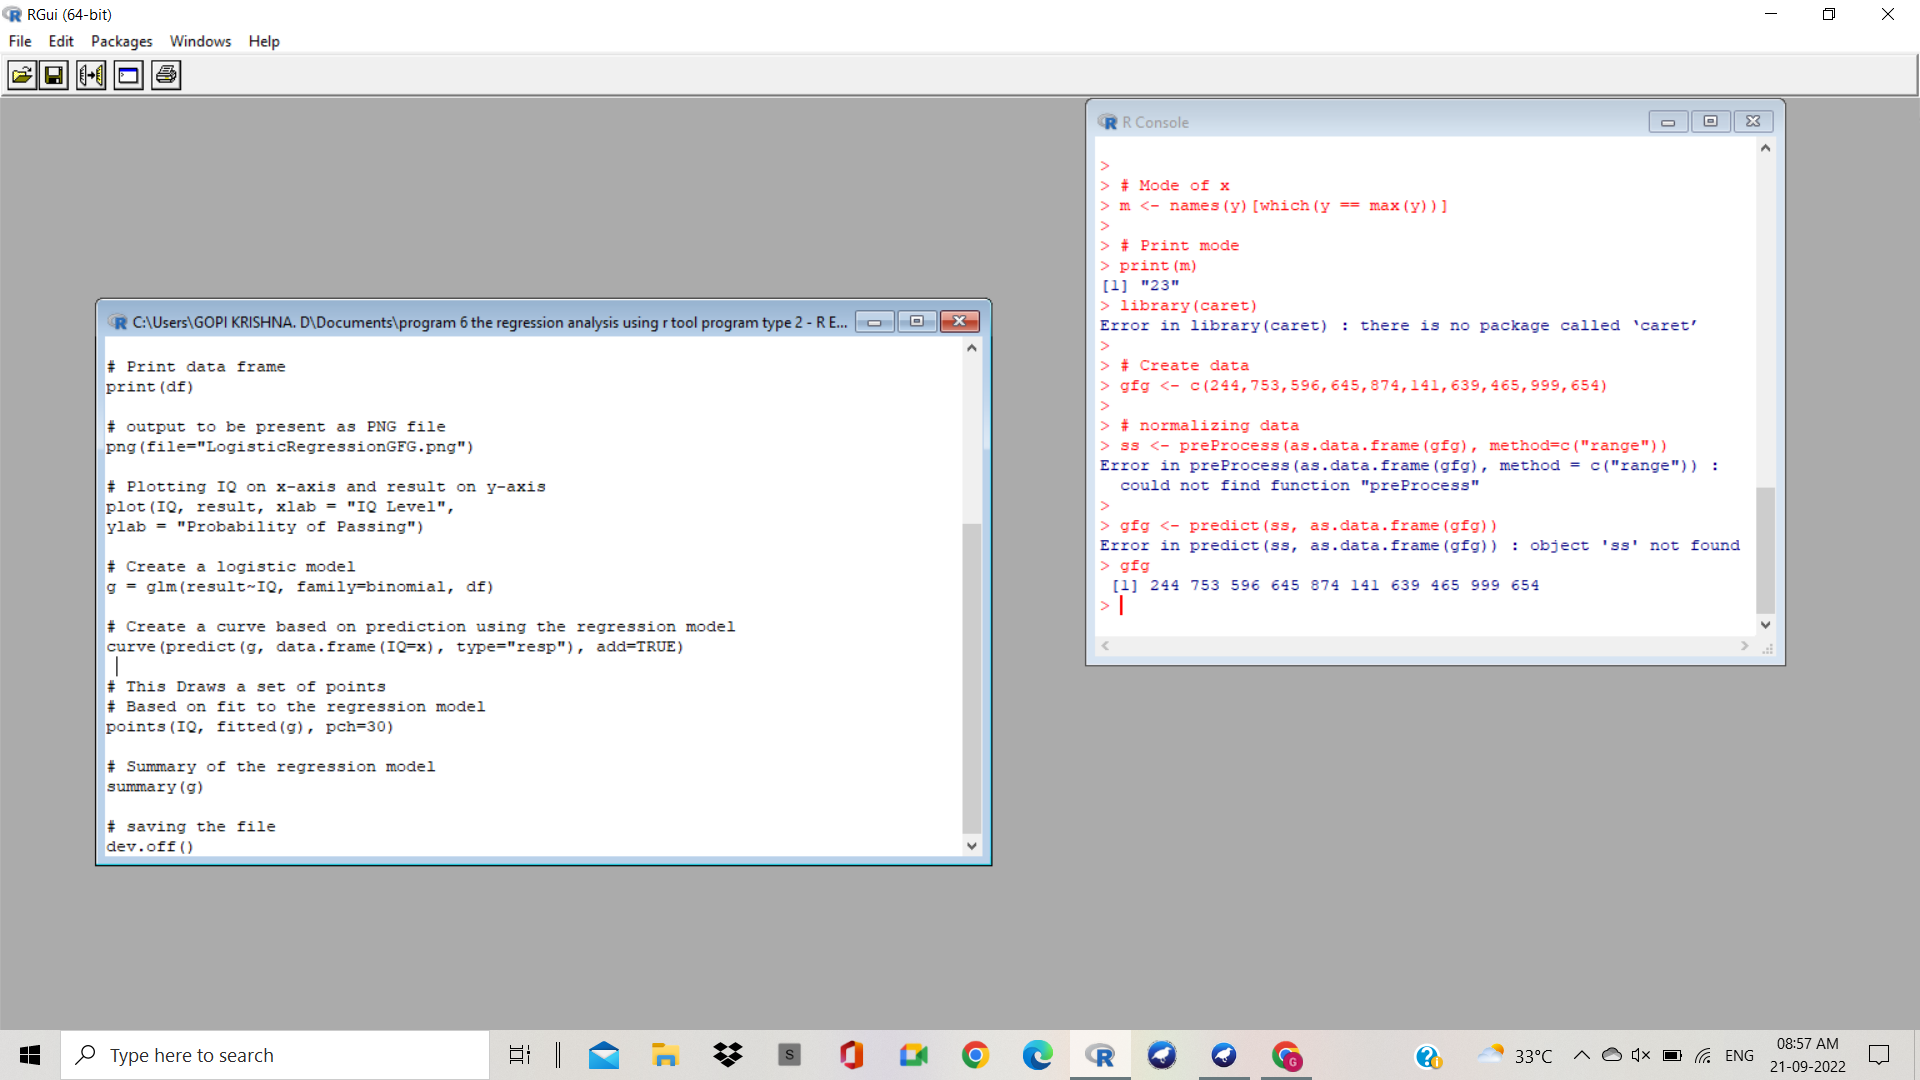 RGui (64-bit)
File Edit Packages Windows Help
C:\Users\GOPI KRISHNA. D\Documents\program 6 the regression analysis using r tool program type 2 - R E...
# Print data frame
print(df)
# output to be present as PNG file
png(file="LogisticRegressionGFG.png")
# Plotting IQ on x-axis and result on y-axis
plot(IQ, result, xlab = "IQ Level",
ylab = "Probability of Passing")
# Create a logistic model
g = glm(result~IQ, family=binomial, df)
# Create a curve based on prediction using the regression model
curve(predict(g, data.frame(IQ=x), type="resp"), add=TRUE)
# This Draws a set of points
# Based on fit to the regression model
points(IQ, fitted(g), pch=30)
# Summary of the regression model
summary(g)
# saving the file
dev.off()
R Console
>
> # Mode of x
> m <- names(y)[which(y == max(y))]
>
> # Print mode
> print(m)
[1] "23"
> library(caret)
Error in library(caret) : there is no package called ‘caret’
>
> # Create data
> gfg <- c(244,753,596,645,874,141,639,465,999,654)
>
> # normalizing data
> ss <- preProcess(as.data.frame(gfg), method=c("range"))
Error in preProcess(as.data.frame(gfg), method = c("range")) :
could not find function "preProcess"
>
> gfg <- predict(ss, as.data.frame(gfg))
Error in predict(ss, as.data.frame(gfg)) : object 'ss' not found
> gfg
[1] 244 753 596 645 874 141 639 465 999 654
>
Type here to search
S
G
33°C
ENG
08:57 AM
21-09-2022